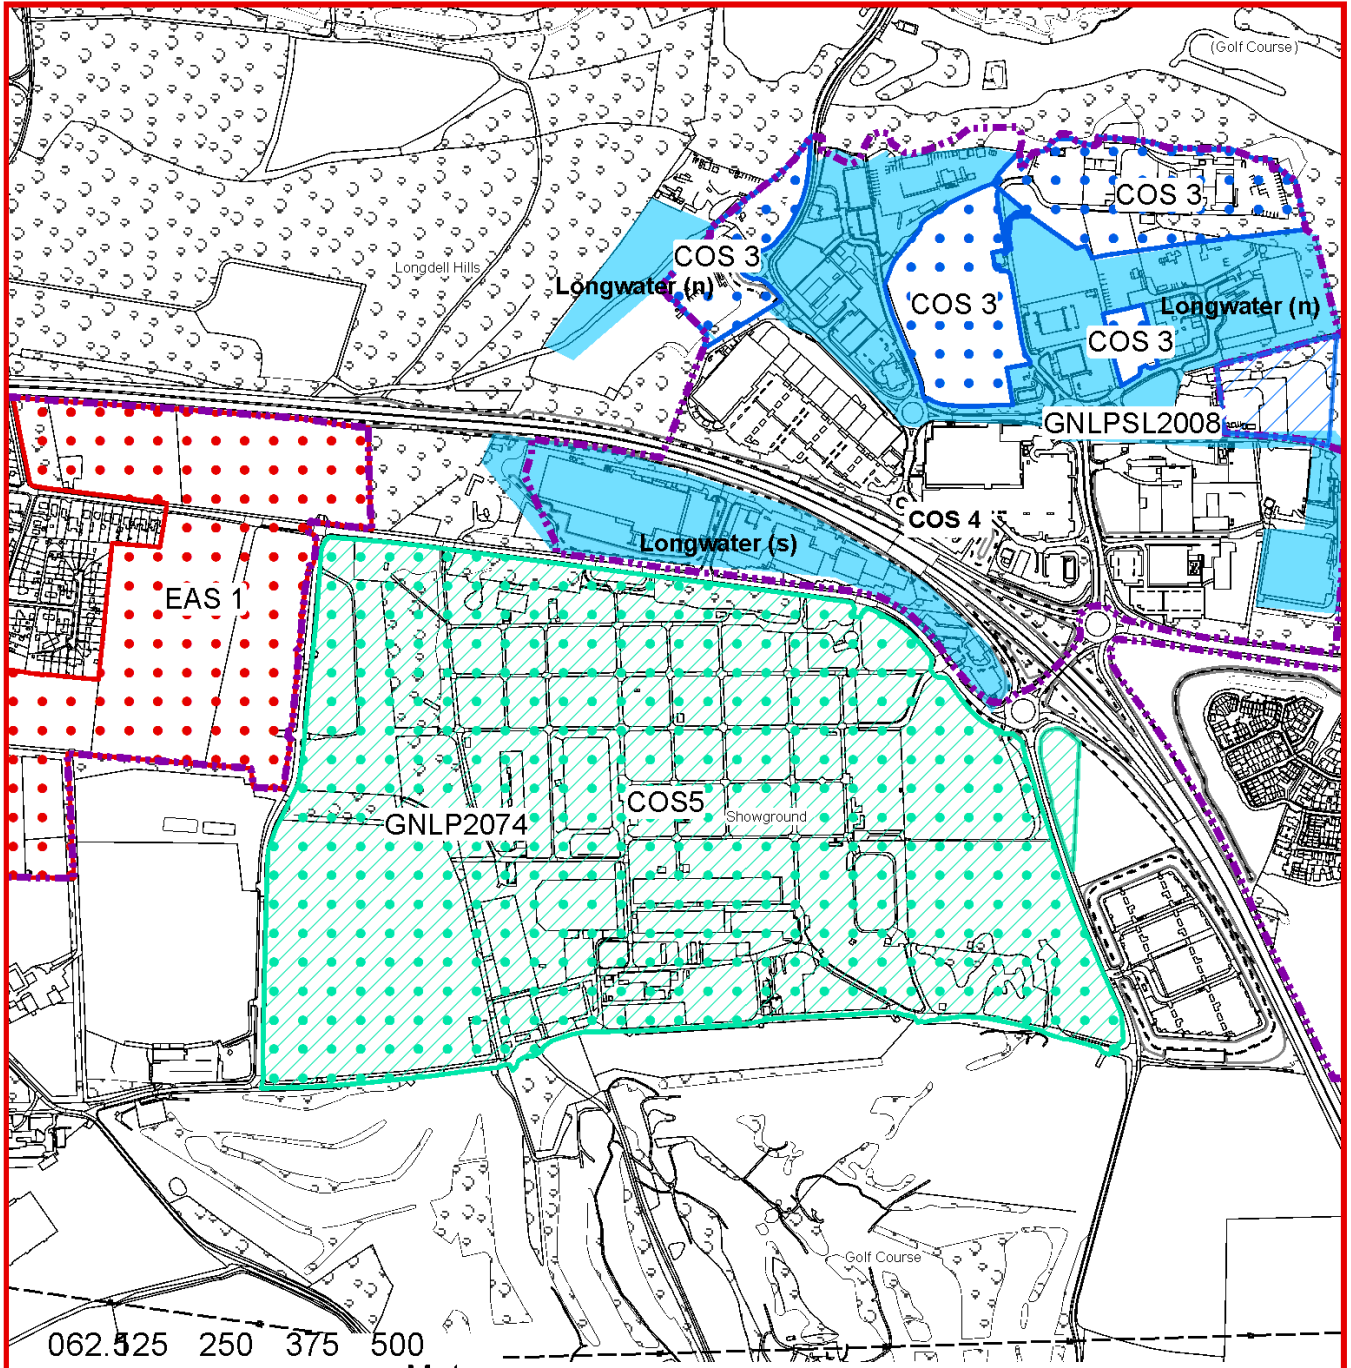 (Golf Course)
COS 3
COS 3
Longdell Hills
Longwater (n)
COS 3
Longwater (n)
COS 3
GNLPSL2008
COS 4
Longwater (s)
EAS 1
COS5
Showground
GNLP2074
Golf Course
062.5125 250 375 500